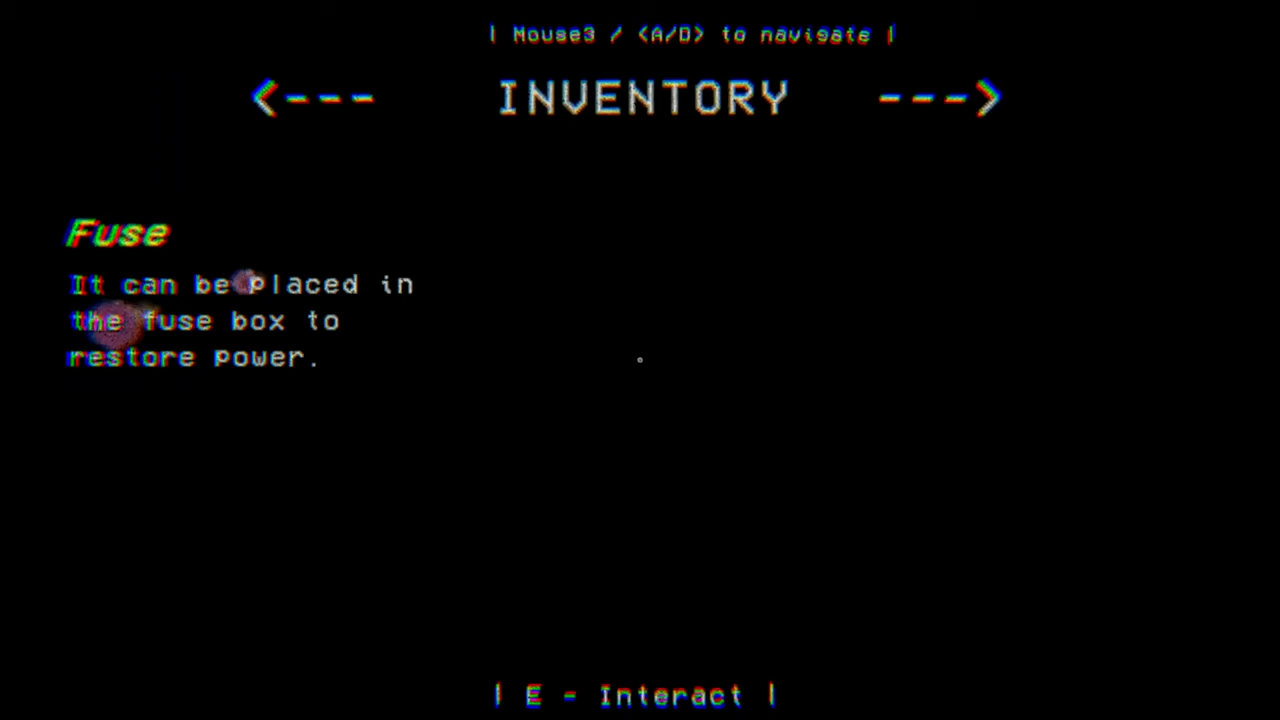 | Mouse3 / <A/D> to navigate |
<--- INVENTORY --->
Fuse
It can be placed in
the fuse box to
restore power.
| E - Interact |